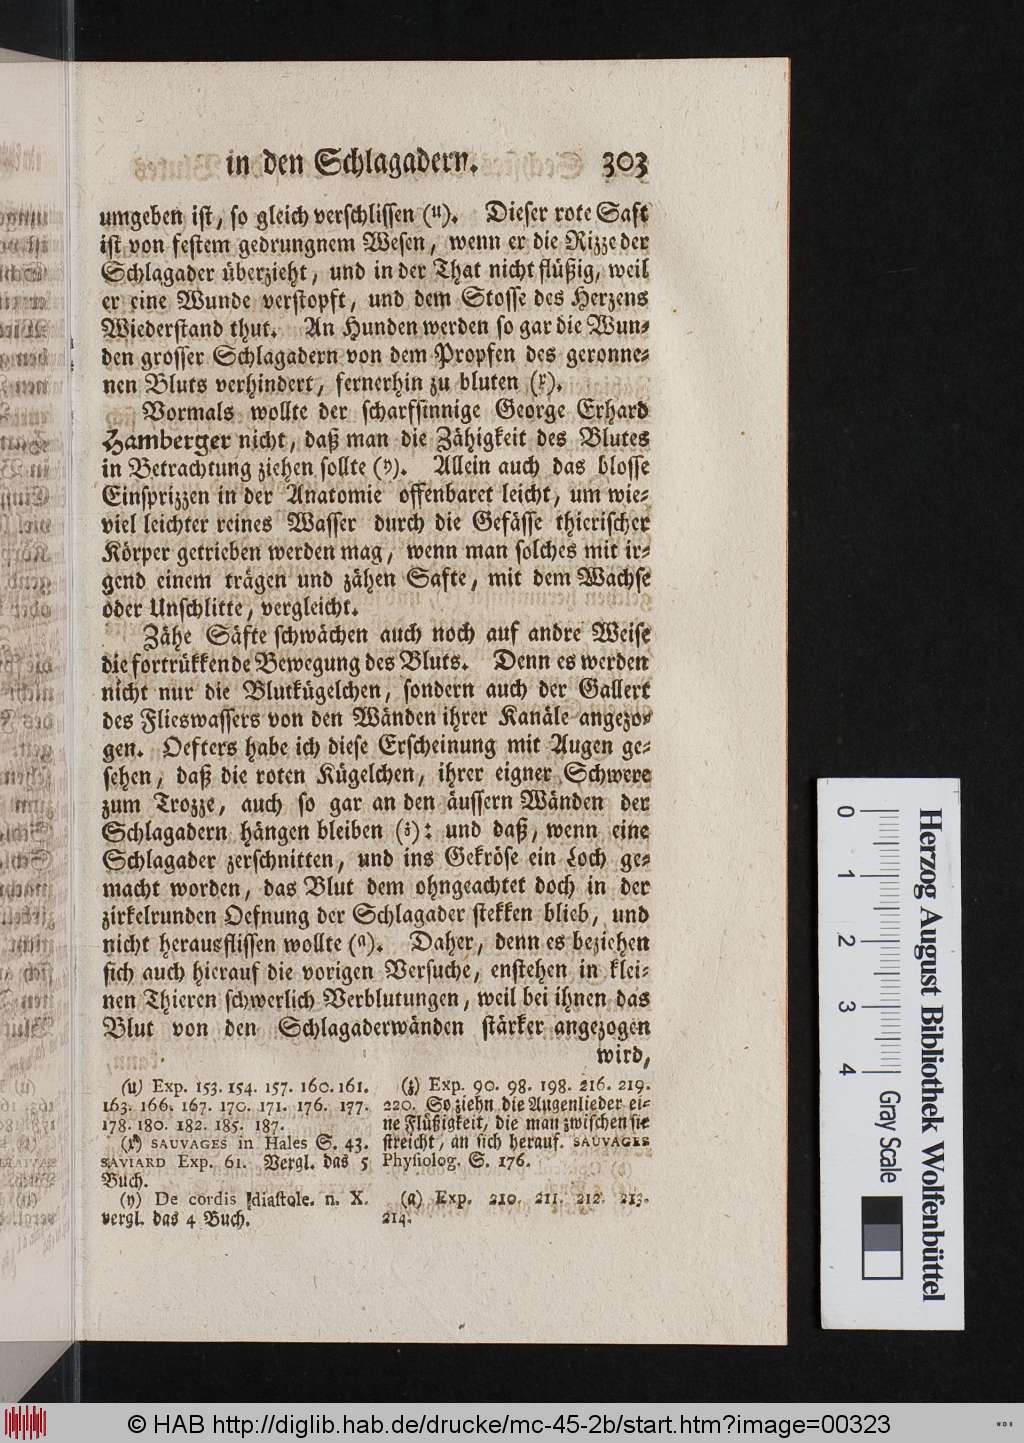 in den Schlagadern. 303
umgeben ist, so gleich verschlissen (u). Dieser rote Saft
ist von festem gedrungnem Wesen, wenn er die Rizze der
Schlagader überzieht, und in der That nicht flüßig, weil
er eine Wunde verstopft, und dem Stosse des Herzens
Wiederstand thut. An Hunden werden so gar die Wun-
den grosser Schlagadern von dem Propfen des geronne-
nen Bluts verhindert, fernerhin zu bluten (x).
Vormals wollte der scharfsinnige George Erhard
Hamberger nicht, daß man die Zähigkeit des Blutes
in Betrachtung ziehen sollte (y). Allein auch das blosse
Einsprizzen in der Anatomie offenbaret leicht, um wie-
viel leichter reines Wasser durch die Gefässe thierischer
Körper getrieben werden mag, wenn man solches mit ir-
gend einem trägen und zähen Safte, mit dem Wachse
oder Unschlitte, vergleicht.
Zähe Säfte schwächen auch noch auf andre Weise
die fortrükkende Bewegung des Bluts. Denn es werden
nicht nur die Blutkügelchen, sondern auch der Gallert
des Flieswassers von den Wänden ihrer Kanäle angezo-
gen. Oefters habe ich diese Erscheinung mit Augen ge-
sehen, daß die roten Kügelchen, ihrer eigner Schwere
zum Trozze, auch so gar an den äussern Wänden der
Schlagadern hängen bleiben (z): und daß, wenn eine
Schlagader zerschnitten, und ins Gekröse ein Loch ge-
macht worden, das Blut dem ohngeachtet doch in der
zirkelrunden Oefnung der Schlagader stekken blieb, und
nicht herausflissen wollte (a). Daher, denn es beziehen
sich auch hierauf die vorigen Versuche, enstehen in klei-
nen Thieren schwerlich Verblutungen, weil bei ihnen das
Blut von den Schlagaderwänden stärker angezogen
wird,
(u) Exp. 153. 154. 157. 160. 161.
163. 166. 167. 170. 171. 176. 177.
178. 180. 182. 185. 187.
(x) SAUVAGES in Hales S. 43.
SAVIARD Exp. 61. Vergl. das 5
Buch.
(y) De cordis diastole. n. X.
vergl. das 4 Buch.
(z) Exp. 90. 98. 198. 216. 219.
220. So ziehn die Augenlieder ei-
ne Flüßigkeit, die man zwischen sie
streicht, an sich herauf. SAUVAGES
Physiolog. S. 176.
(a) Exp. 210. 211. 212. 213.
214.
0 1 2 3 4
Gray Scale
Herzog August Bibliothek Wolfenbüttel
© HAB http://diglib.hab.de/drucke/mc-45-2b/start.htm?image=00323